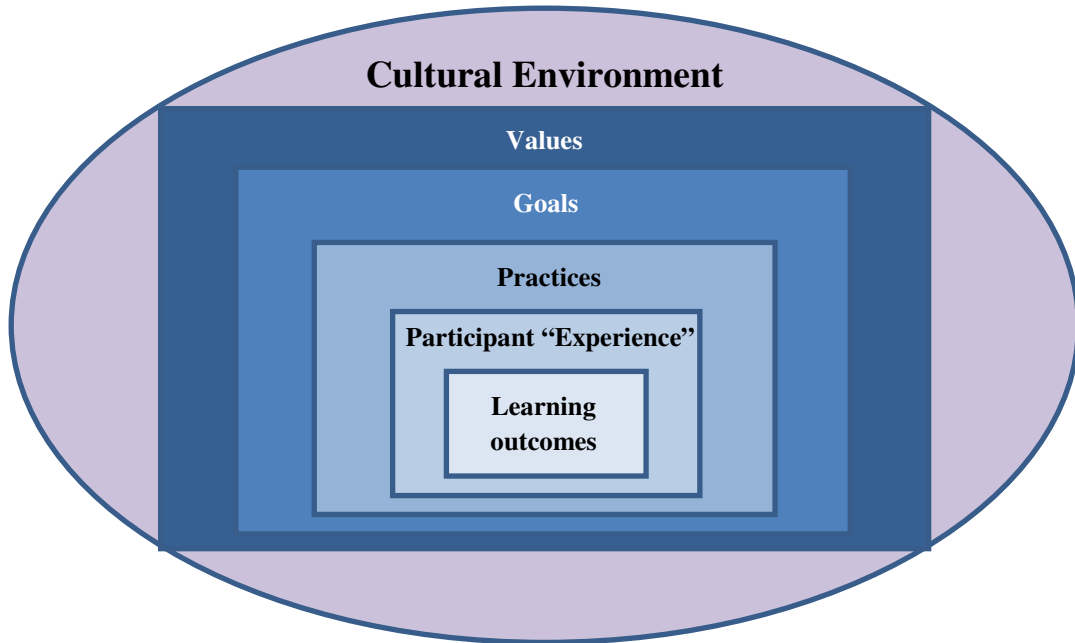 Cultural Environment
Values
Goals
Practices
Participant “Experience”
Learning
outcomes